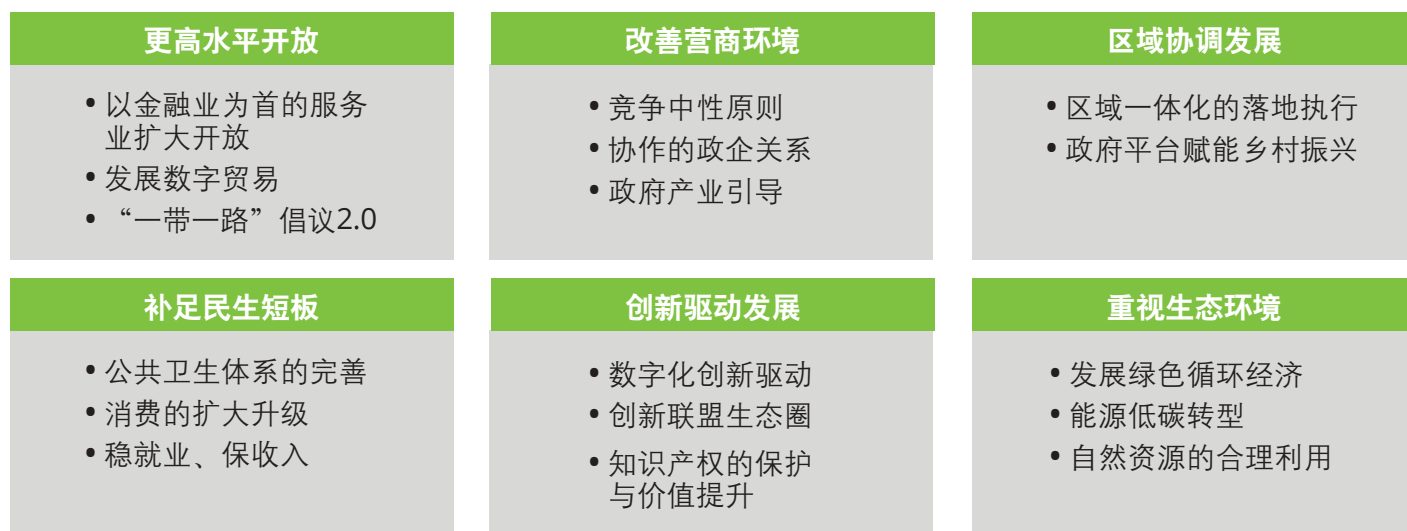 更高水平开放
• 以金融业为首的服务
业扩大开放
• 发展数字贸易
• “一带一路”倡议2.0
改善营商环境
• 竞争中性原则
• 协作的政企关系
• 政府产业引导
区域协调发展
• 区域一体化的落地执行
• 政府平台赋能乡村振兴
补足民生短板
• 公共卫生体系的完善
• 消费的扩大升级
• 稳就业、保收入
创新驱动发展
• 数字化创新驱动
• 创新联盟生态圈
• 知识产权的保护
与价值提升
重视生态环境
• 发展绿色循环经济
• 能源低碳转型
• 自然资源的合理利用